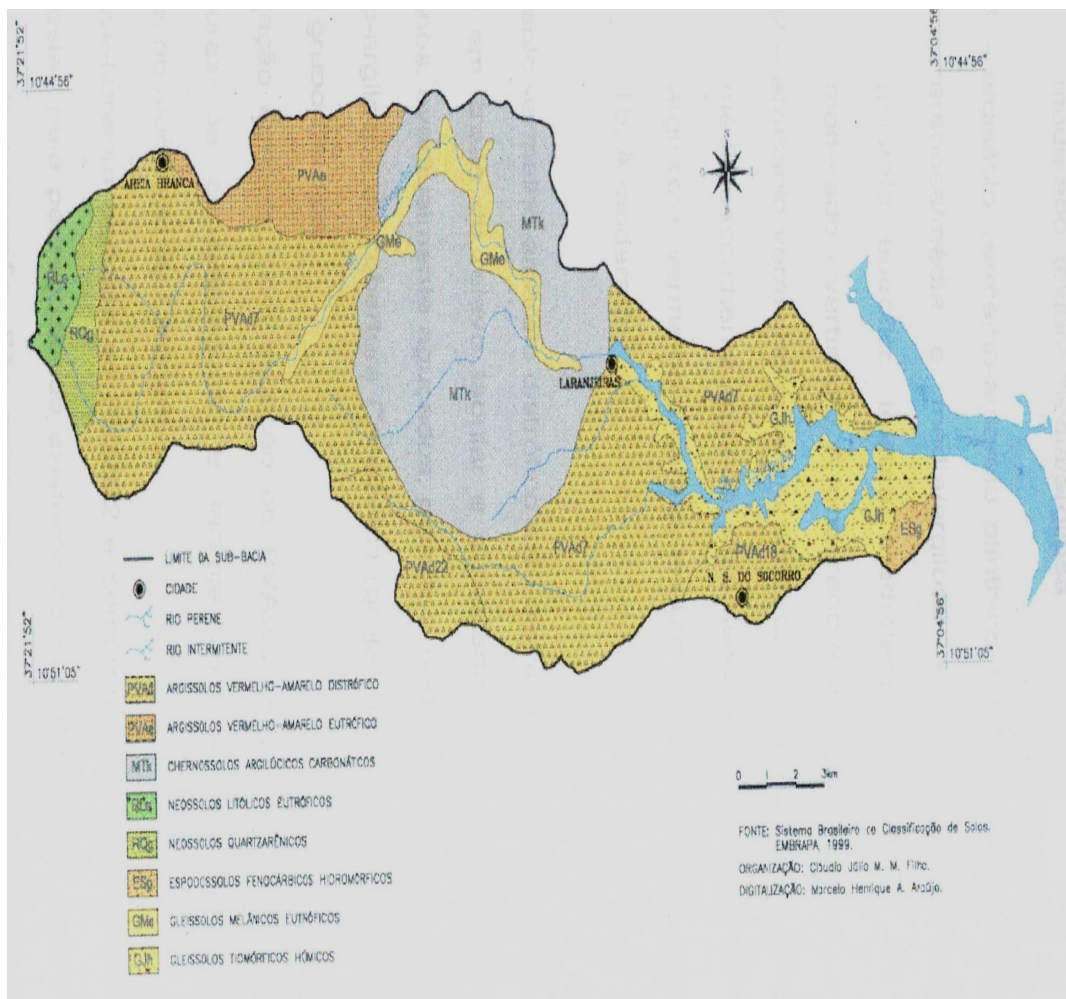 37°21'52"
37°04'56"
10°44'56"
10°44'56"
AREIA BRANCA
PVAe
MTk
GMe
GMe
RLe
RQg
PVAd7
LARANJEIRAS
MTk
PVAd7
GJh
GJh
ESg
PVAd7
PVAd22
PVAd18
N. S. DO SOCORRO
LIMITE DA SUB-BACIA
CIDADE
RIO PERENE
RIO INTERMITENTE
37°21'52"
10°51'05"
37°04'56"
10°51'05"
PVAd ARGISSOLOS VERMELHO-AMARELO DISTRÓFICO
PVAe ARGISSOLOS VERMELHO-AMARELO EUTRÓFICO
MTk CHERNOSSOLOS ARGILÓCICOS CARBONÁTCOS
RLe NEOSSOLOS LITÓLICOS EUTRÓFICOS
RQg NEOSSOLOS QUARTZARÊNICOS
ESg ESPODOSSOLOS FENOCÁRBICOS HIDROMÓRFICOS
GMe GLEISSOLOS MELÂNICOS EUTRÓFICOS
GJh GLEISSOLOS TIOMÓRFICOS HÚMICOS
0 1 2 3km
FONTE: Sistema Brasileiro de Classificação de Solos.
EMBRAPA 1999.
ORGANIZAÇÃO: Cláudio Júlio M. M. Filho.
DIGITALIZAÇÃO: Marcelo Henrique A. Araújo.